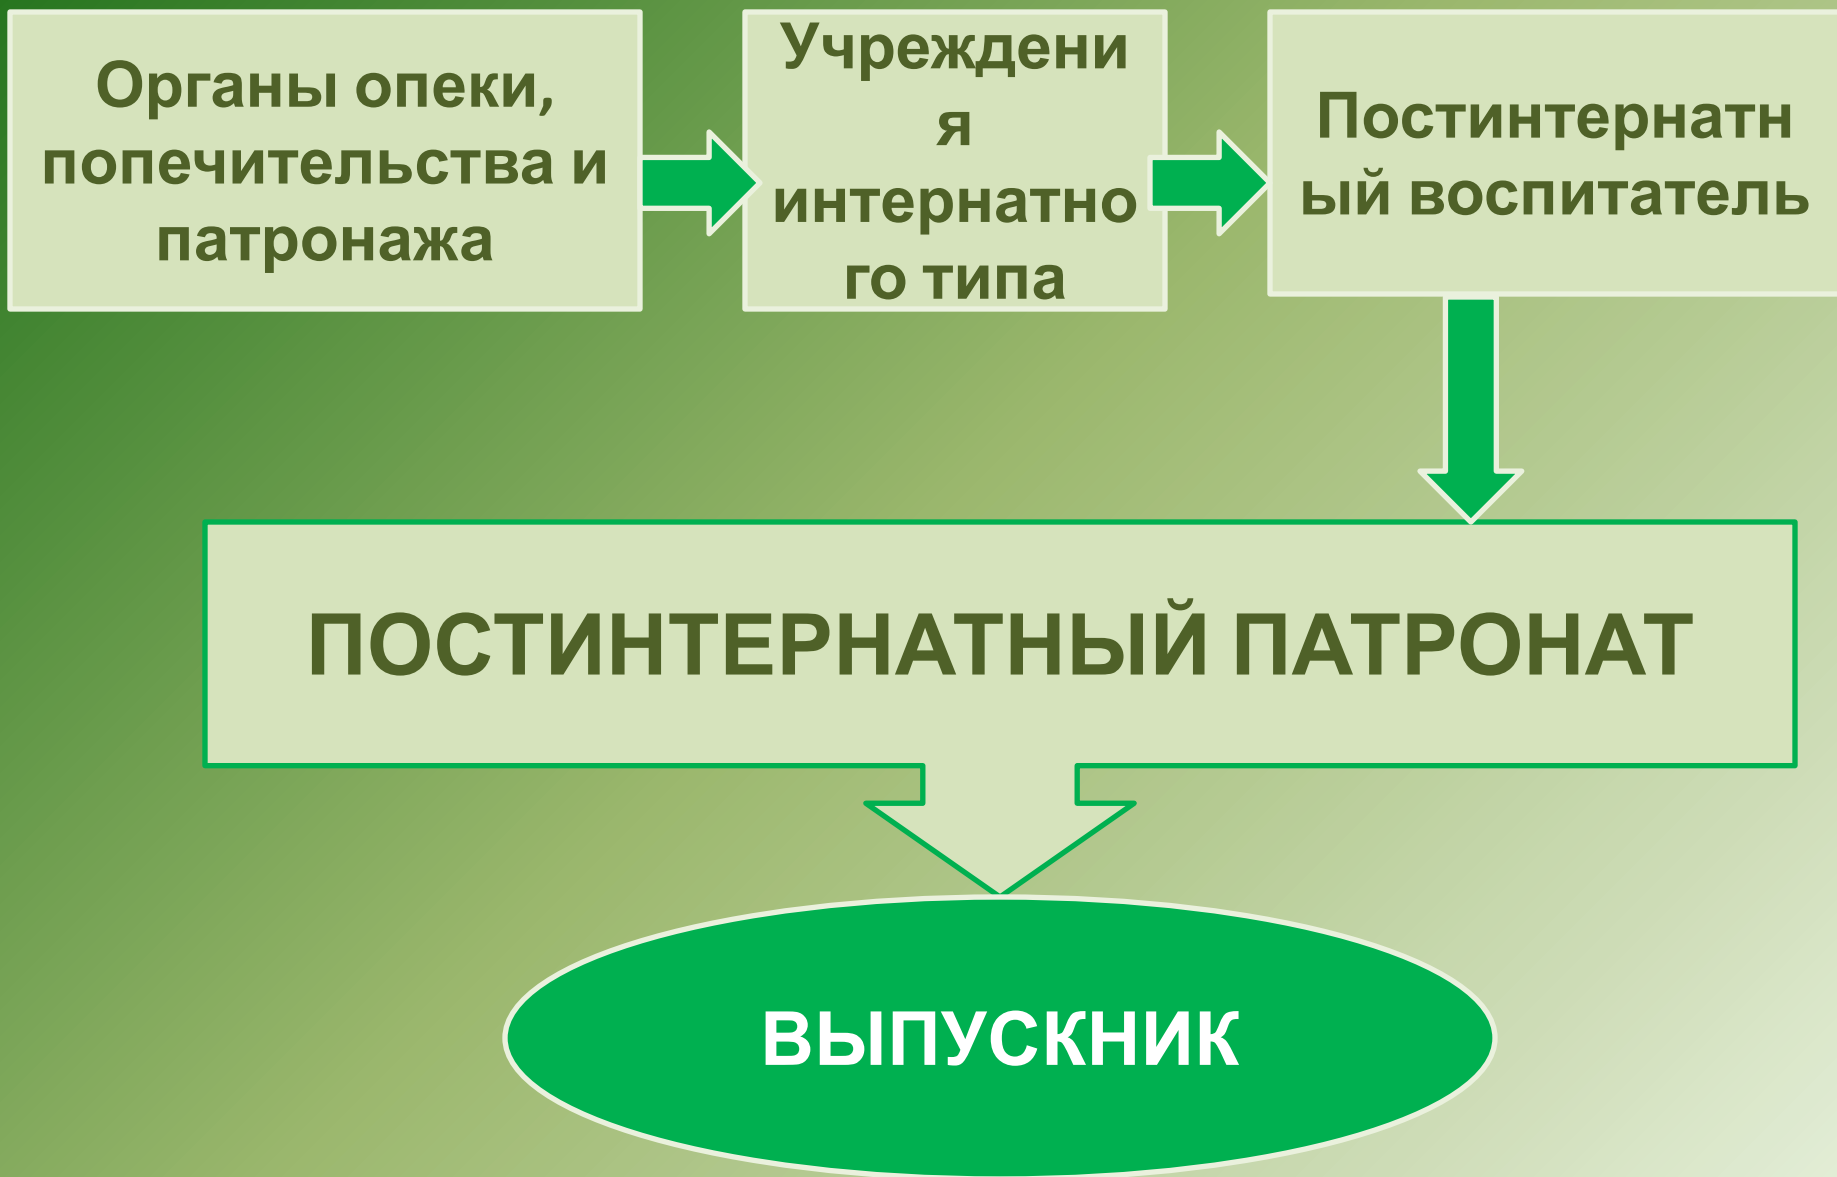 Органы опеки,
попечительства и
патронажа
Учреждени
я
интернатно
го типа
Постинтернатн
ый воспитатель
ПОСТИНТЕРНАТНЫЙ ПАТРОНАТ
ВЫПУСКНИК